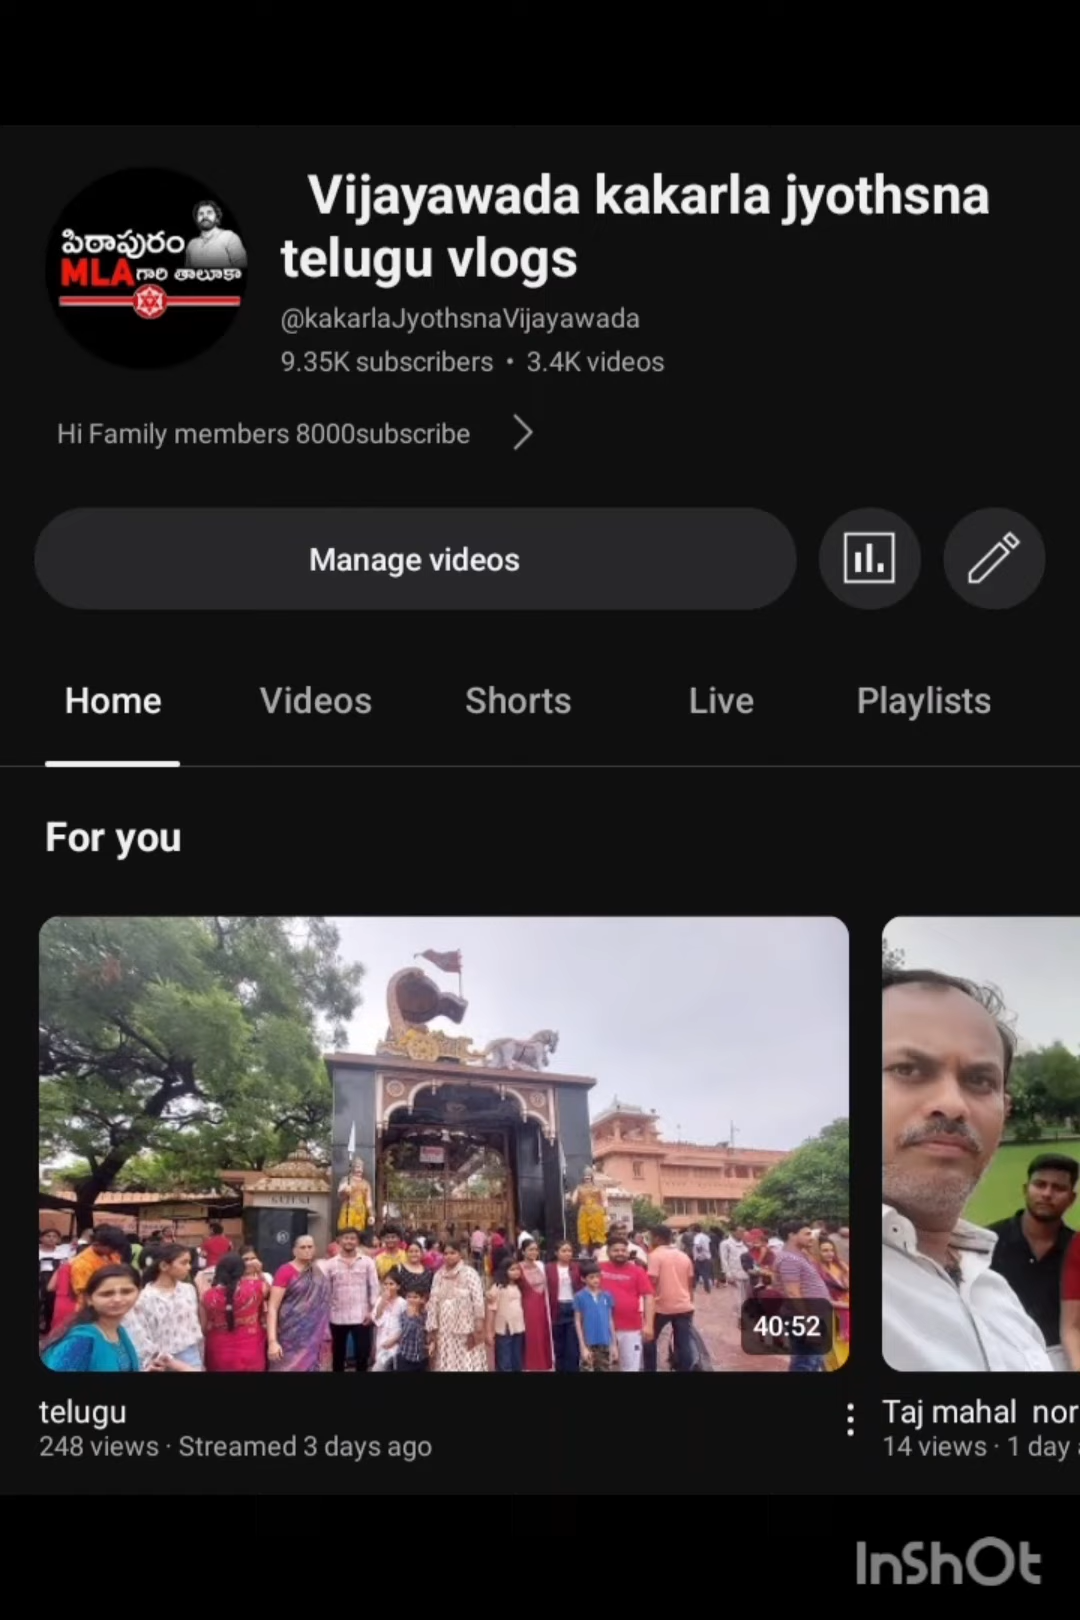 Vijayawada kakarla jyothsna
telugu vlogs
పిఠాపురం
MLA గారి తాలూకా
@kakarlaJyothsnaVijayawada
9.35K subscribers • 3.4K videos
Hi Family members 8000subscribe
Manage videos
Home Videos Shorts Live Playlists
For you
40:52
telugu
248 views · Streamed 3 days ago
Taj mahal nor
14 views · 1 day
InShOt